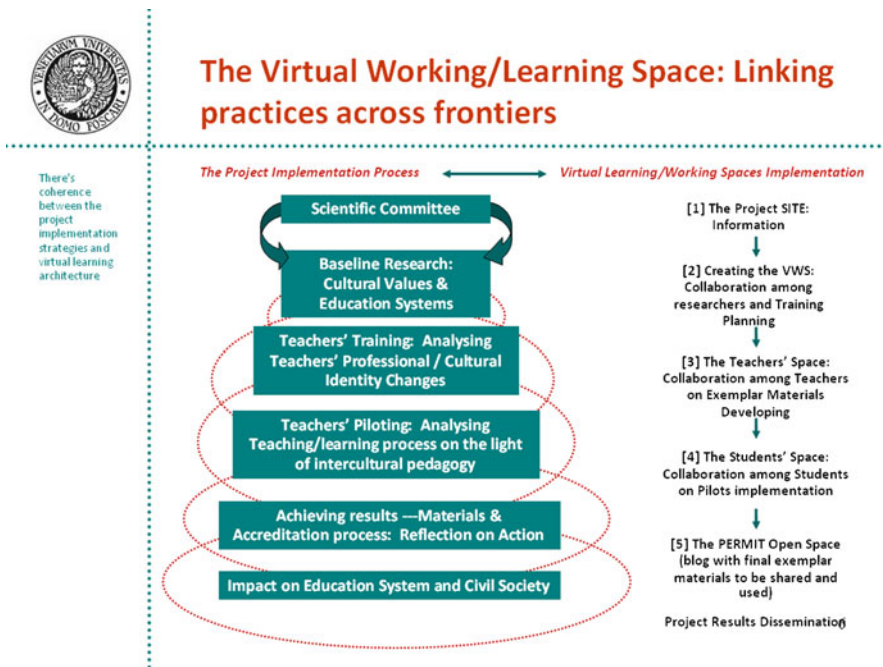 VENETIARVM VNIVERSITAS
IN DOMO FOSCARI
The Virtual Working/Learning Space: Linking
practices across frontiers
There's
coherence
between the
project
implementation
strategies and
virtual learning
architecture
The Project Implementation Process
Virtual Learning/Working Spaces Implementation
Scientific Committee
Baseline Research:
Cultural Values &
Education Systems
Teachers' Training: Analysing
Teachers' Professional / Cultural
Identity Changes
Teachers' Piloting: Analysing
Teaching/learning process on the light
of intercultural pedagogy
Achieving results ---Materials &
Accreditation process: Reflection on Action
Impact on Education System and Civil Society
[1] The Project SITE:
Information
[2] Creating the VWS:
Collaboration among
researchers and Training
Planning
[3] The Teachers' Space:
Collaboration among Teachers
on Exemplar Materials
Developing
[4] The Students' Space:
Collaboration among Students
on Pilots implementation
[5] The PERMIT Open Space
(blog with final exemplar
materials to be shared and
used)
Project Results Dissemination